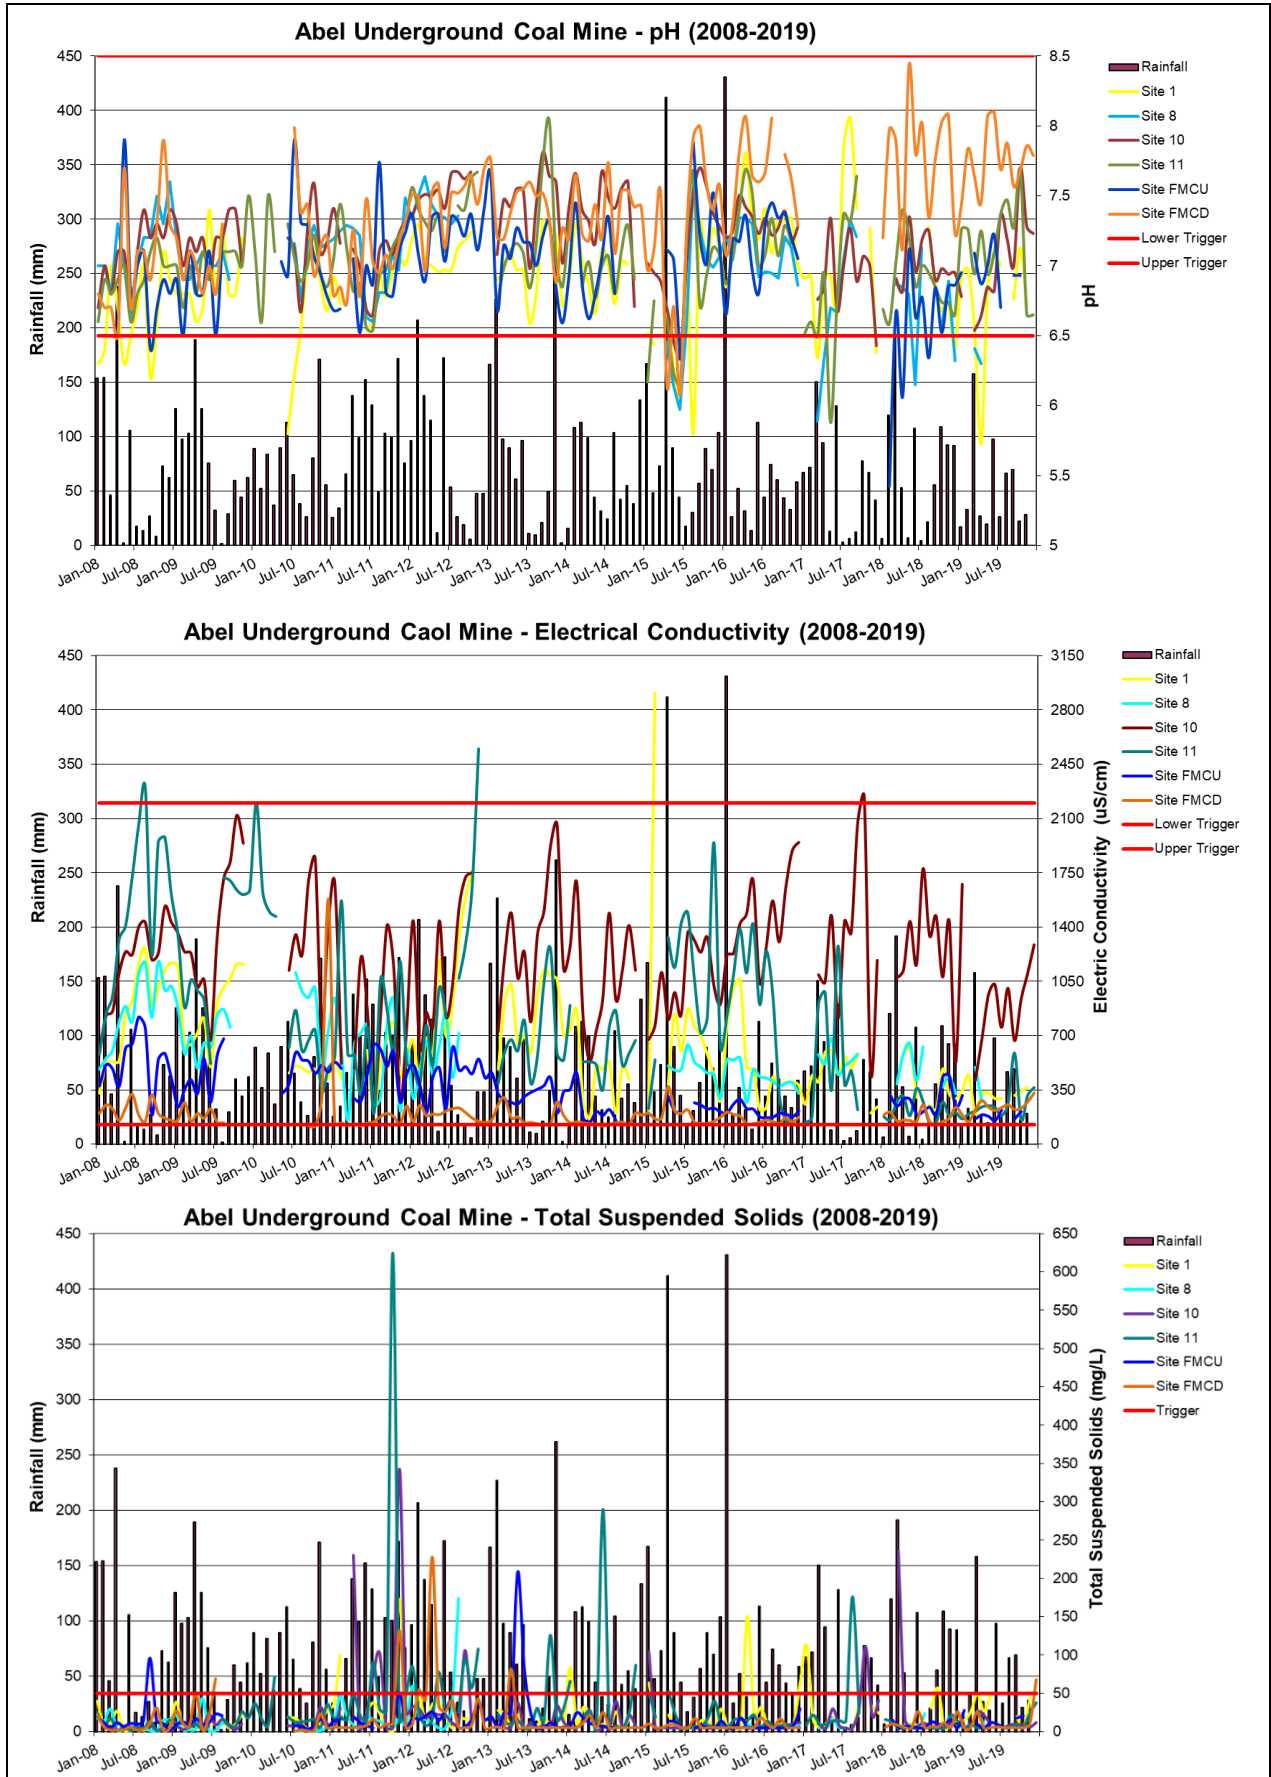 Abel Underground Coal Mine - pH (2008-2019)
450
400
350
300
250
200
150
100
50
0
Rainfall (mm)
8.5
8
7.5
7
6.5
6
5.5
5
pH
Jan-08
Jul-08
Jan-09
Jul-09
Jan-10
Jul-10
Jan-11
Jul-11
Jan-12
Jul-12
Jan-13
Jul-13
Jan-14
Jul-14
Jan-15
Jul-15
Jan-16
Jul-16
Jan-17
Jul-17
Jan-18
Jul-18
Jan-19
Jul-19
Rainfall
Site 1
Site 8
Site 10
Site 11
Site FMCU
Site FMCD
Lower Trigger
Upper Trigger
Abel Underground Caol Mine - Electrical Conductivity (2008-2019)
450
400
350
300
250
200
150
100
50
0
Rainfall (mm)
3150
2800
2450
2100
1750
1400
1050
700
350
0
Electric Conductivity (uS/cm)
Jan-08
Jul-08
Jan-09
Jul-09
Jan-10
Jul-10
Jan-11
Jul-11
Jan-12
Jul-12
Jan-13
Jul-13
Jan-14
Jul-14
Jan-15
Jul-15
Jan-16
Jul-16
Jan-17
Jul-17
Jan-18
Jul-18
Jan-19
Jul-19
Rainfall
Site 1
Site 8
Site 10
Site 11
Site FMCU
Site FMCD
Lower Trigger
Upper Trigger
Abel Underground Coal Mine - Total Suspended Solids (2008-2019)
450
400
350
300
250
200
150
100
50
0
Rainfall (mm)
650
600
550
500
450
400
350
300
250
200
150
100
50
0
Total Suspended Solids (mg/L)
Jan-08
Jul-08
Jan-09
Jul-09
Jan-10
Jul-10
Jan-11
Jul-11
Jan-12
Jul-12
Jan-13
Jul-13
Jan-14
Jul-14
Jan-15
Jul-15
Jan-16
Jul-16
Jan-17
Jul-17
Jan-18
Jul-18
Jan-19
Jul-19
Rainfall
Site 1
Site 8
Site 10
Site 11
Site FMCU
Site FMCD
Trigger